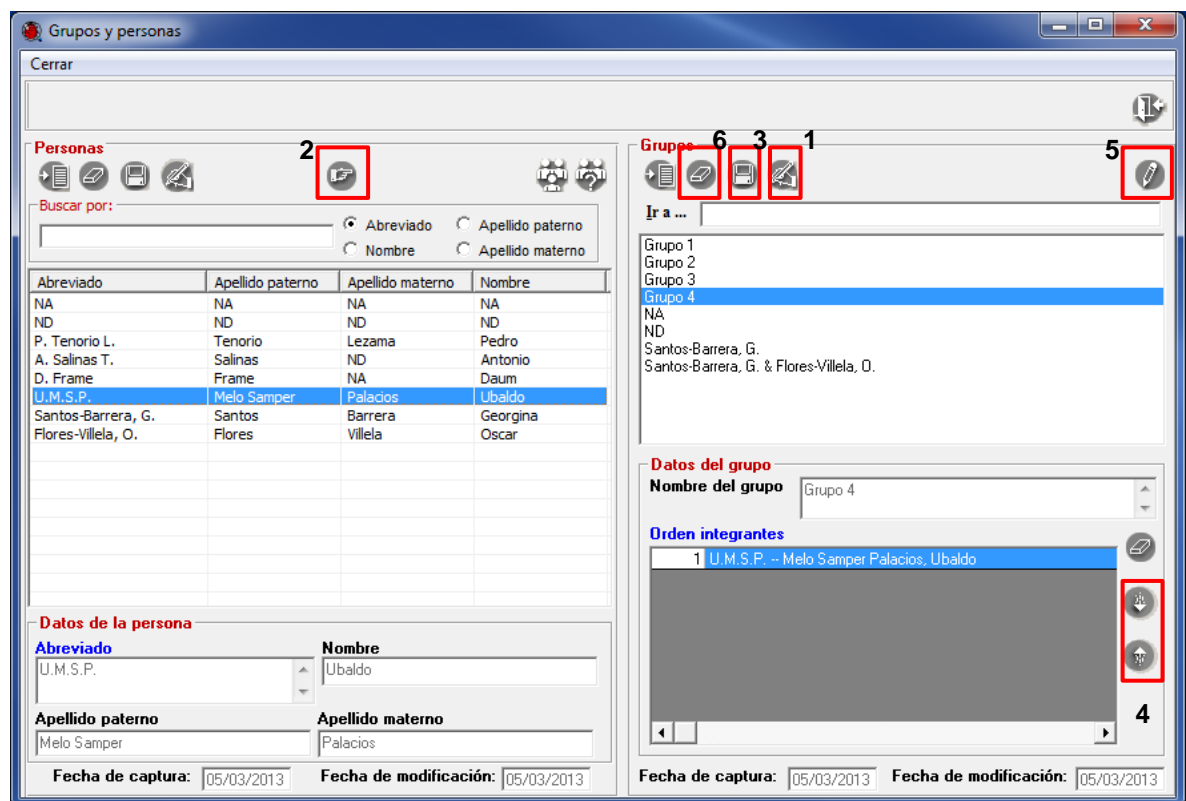 Grupos y personas
Cerrar
Personas
2
Buscar por:
Abreviado
Apellido paterno
Nombre
Apellido materno
Abreviado Apellido paterno Apellido materno Nombre
NA NA NA NA
ND ND ND ND
P. Tenorio L. Tenorio Lezama Pedro
A. Salinas T. Salinas ND Antonio
D. Frame Frame NA Daum
U.M.S.P. Melo Samper Palacios Ubaldo
Santos-Barrera, G. Santos Barrera Georgina
Flores-Villela, O. Flores Villela Oscar
Datos de la persona
Abreviado Nombre
U.M.S.P. Ubaldo
Apellido paterno Apellido materno
Melo Samper Palacios
Fecha de captura: 05/03/2013 Fecha de modificación: 05/03/2013
Grupos 6 3 1 5
Ir a ...
Grupo 1
Grupo 2
Grupo 3
Grupo 4
NA
ND
Santos-Barrera, G.
Santos-Barrera, G. & Flores-Villela, O.
Datos del grupo
Nombre del grupo Grupo 4
Orden integrantes
1 U.M.S.P. -- Melo Samper Palacios, Ubaldo
4
Fecha de captura: 05/03/2013 Fecha de modificación: 05/03/2013